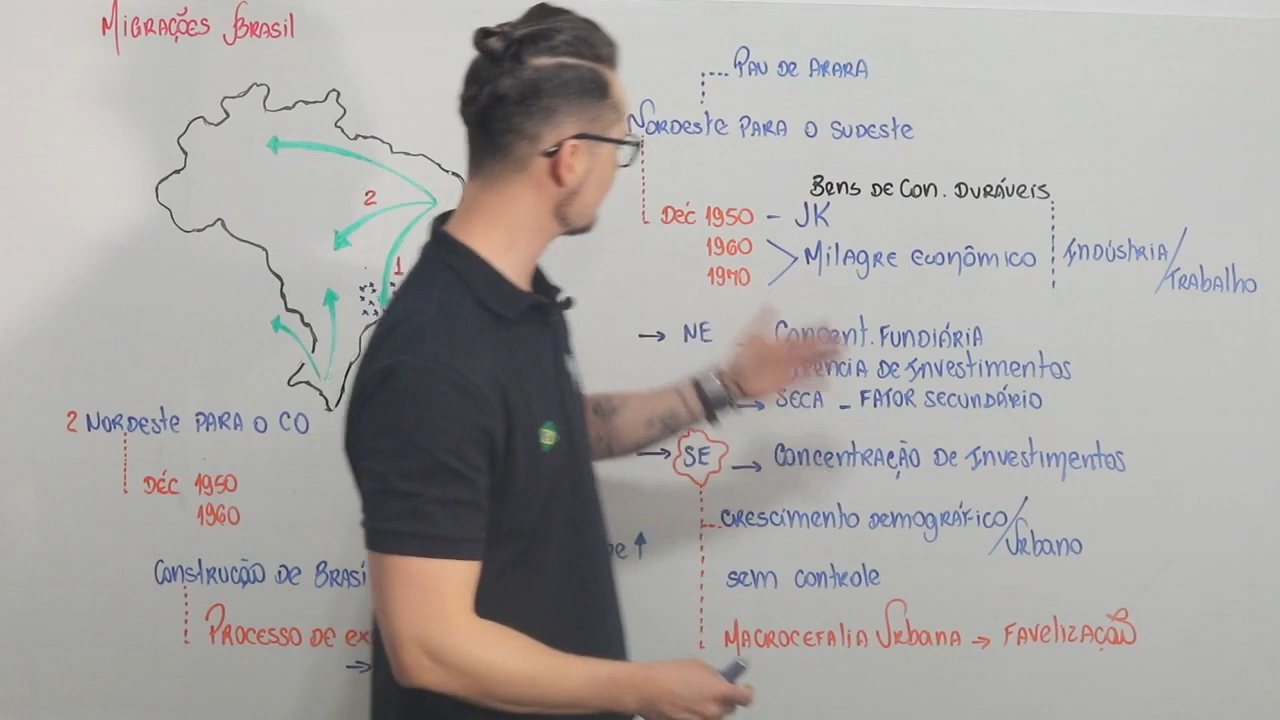 Migrações Brasil
2
1
2 Nordeste para o CO
Déc 1950
1960
Construção de
Processo de
Pau de Arara
Nordeste para o sudeste
Bens de Con. Duráveis
Déc 1950 - JK
1960
1970
Milagre econômico
Indústria/
Trabalho
→ NE
Fundiária
de Investimentos
→ Seca - Fator secundário
→ SE → Concentração de Investimentos
Crescimento demográfico/
Urbano
sem controle
Macrocefalia Urbana → Favelização